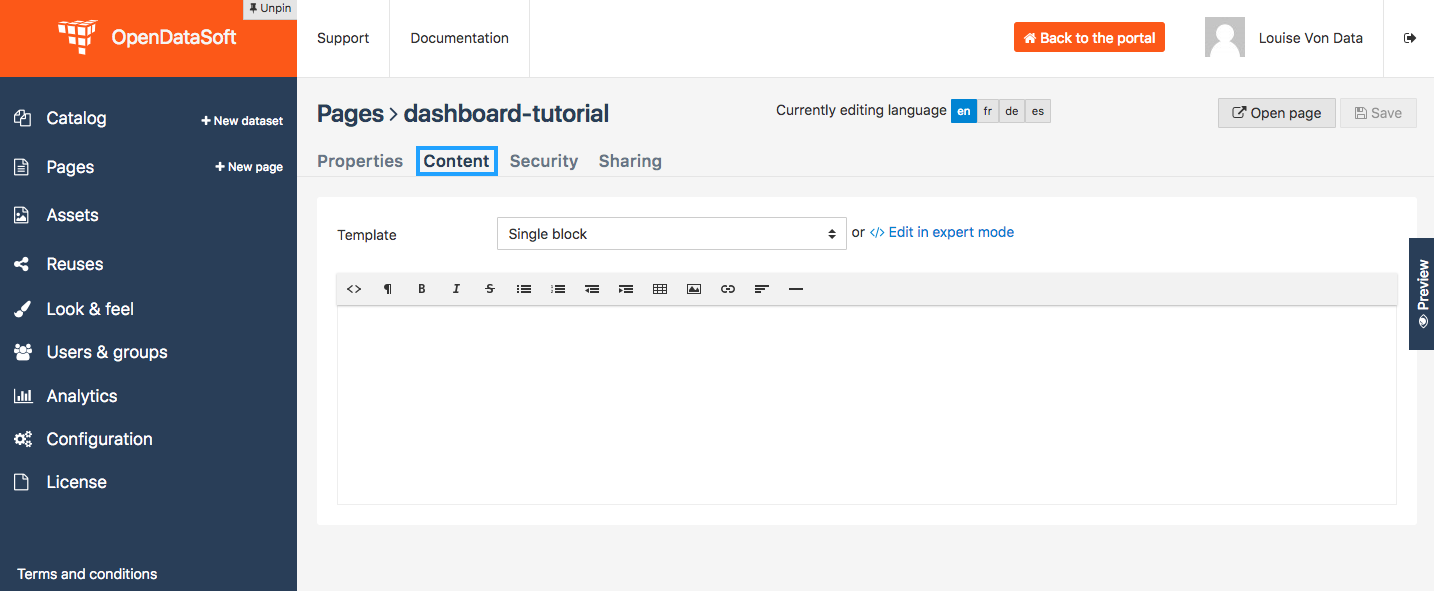 Unpin
OpenDataSoft
Support
Documentation
Back to the portal
Louise Von Data
Catalog
+ New dataset
Pages
+ New page
Assets
Reuses
Look & feel
Users & groups
Analytics
Configuration
License
Terms and conditions
Pages > dashboard-tutorial
Currently editing language en fr de es
Open page
Save
Properties Content Security Sharing
Template
Single block
or </> Edit in expert mode
<> ¶ B I S
Preview